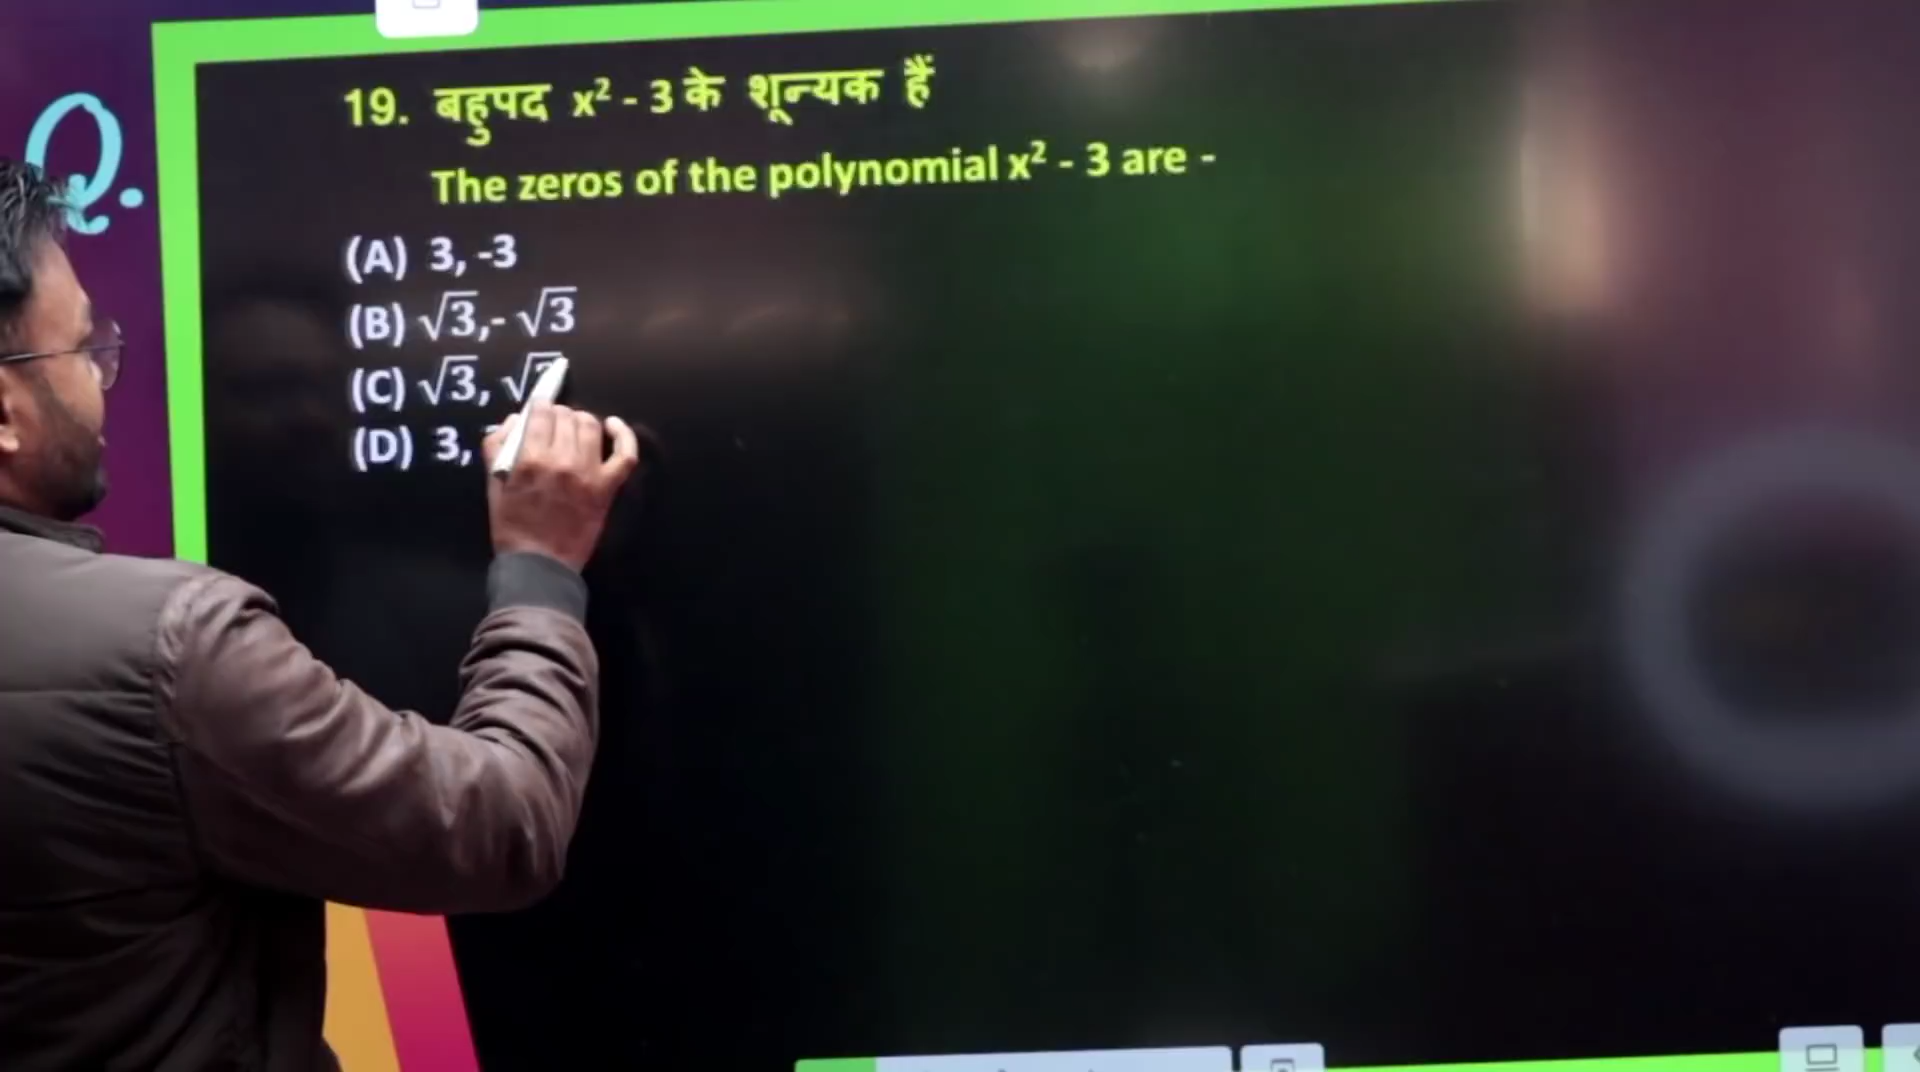 Q.
19. बहुपद x² - 3 के शून्यक हैं
The zeros of the polynomial x² - 3 are -
(A) 3, -3
(B) √3,- √3
(C) √3,
(D) 3,